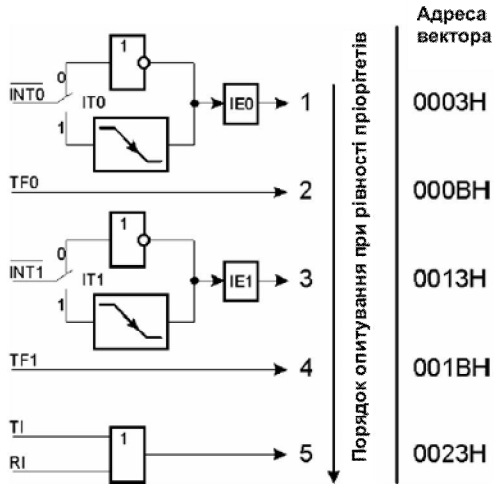 Адреса
вектора
1
0
INT0
IT0
1
IE0
1
0003H
TF0
2
000BH
1
0
INT1
IT1
1
IE1
3
0013H
TF1
4
001BH
TI
1
RI
5
0023H
Порядок опитування при рівності пріорітетів